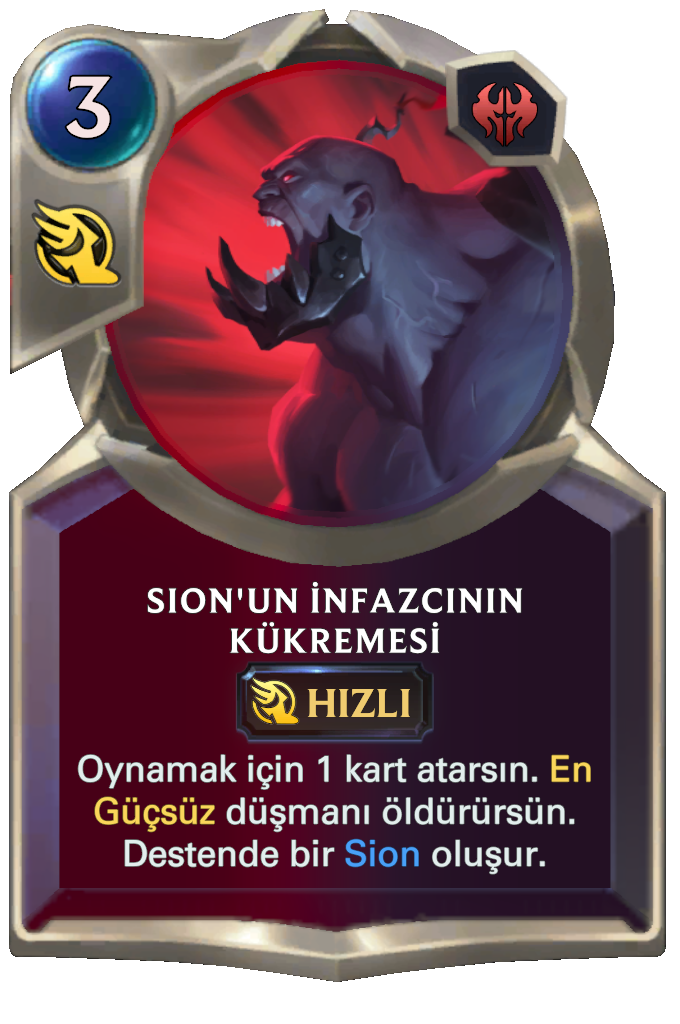 3
SION'UN İNFAZCININ
KÜKREMESİ
HIZLI
Oynamak için 1 kart atarsın. En
Güçsüz düşmanı öldürürsün.
Destende bir Sion oluşur.